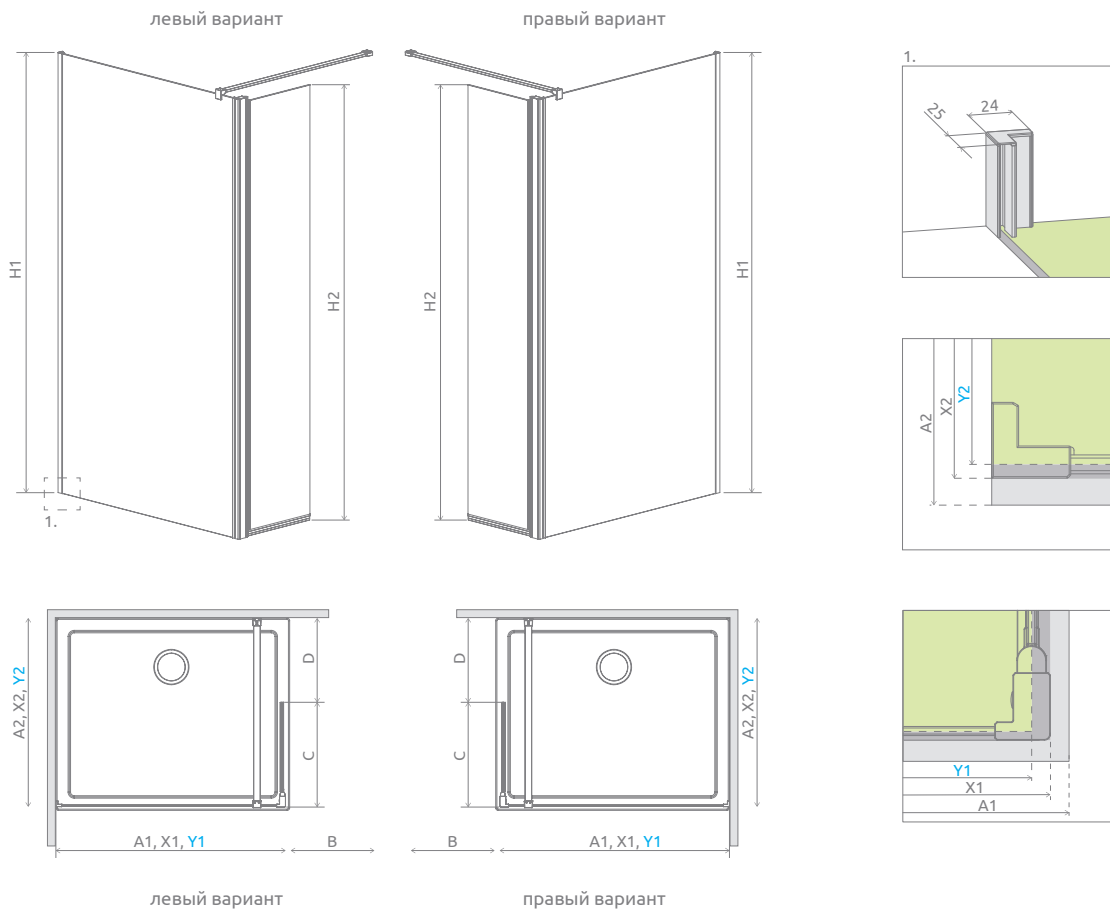 левый вариант
правый вариант
H1
H2
H2
H1
1.
1.
24
25
A2
X2
Y2
A2, X2, Y2
D
C
A1, X1, Y1
B
D
C
A2, X2, Y2
B
A1, X1, Y1
Y1
X1
A1
левый вариант
правый вариант